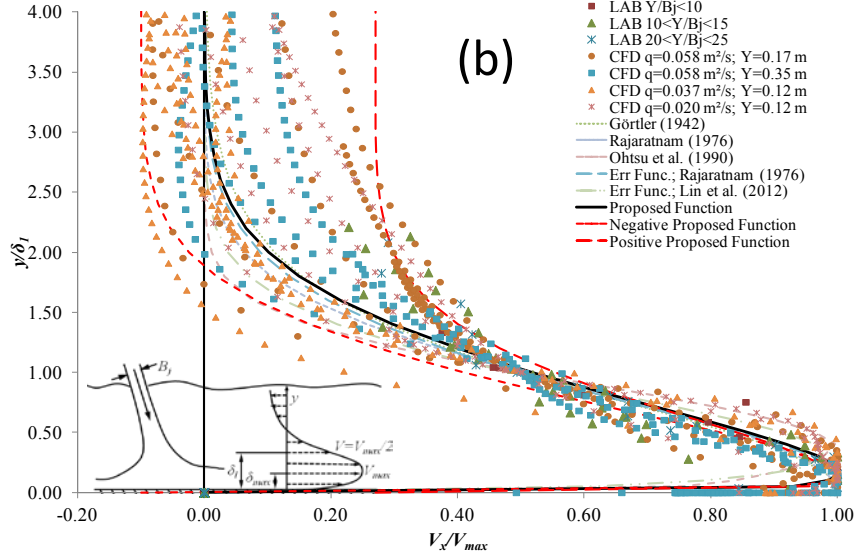 (b)
LAB Y/Bj<10
LAB 10<Y/Bj<15
LAB 20<Y/Bj<25
CFD q=0.058 m²/s; Y=0.17 m
CFD q=0.058 m²/s; Y=0.35 m
CFD q=0.037 m²/s; Y=0.12 m
CFD q=0.020 m²/s; Y=0.12 m
Görtler (1942)
Rajaratnam (1976)
Ohtsu et al. (1990)
Err Func.; Rajaratnam (1976)
Err Func.; Lin et al. (2012)
Proposed Function
Negative Proposed Function
Positive Proposed Function
y/δ₁
4.00
3.50
3.00
2.50
2.00
1.50
1.00
0.50
0.00
Bj
y
V=Vmax/2
δ₁
δmax
Vmax
-0.20
0.00
0.20
0.40
0.60
0.80
1.00
Vx/Vmax